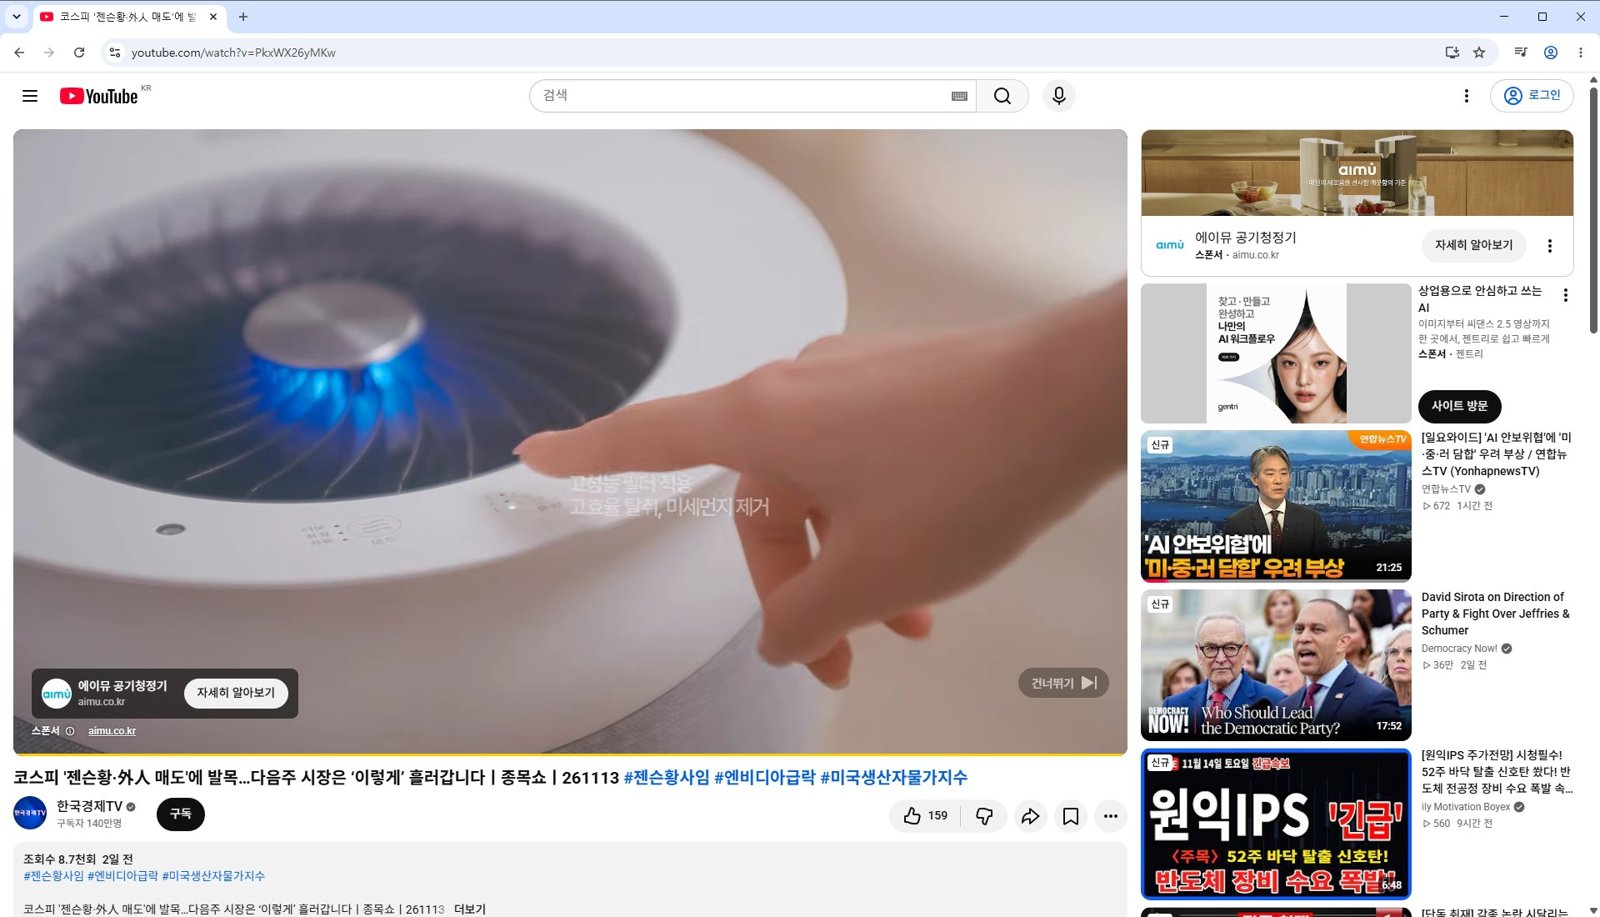 코스피 '젠슨황·外人 매도'에 발
youtube.com/watch?v=PkxWX26yMKw
YouTube KR
검색
로그인
고성능 필터 적용
고효율 탈취, 미세먼지 제거
aimu
에이뮤 공기청정기
aimu.co.kr
자세히 알아보기
건너뛰기
스폰서
aimu.co.kr
코스피 '젠슨황·外人 매도'에 발목...다음주 시장은 ‘이렇게’ 흘러갑니다 | 종목쇼 | 261113 #젠슨황사임 #엔비디아급락 #미국생산자물가지수
한국경제TV
한국경제TV
구독자 140만명
구독
159
조회수 8.7천회 2일 전
#젠슨황사임 #엔비디아급락 #미국생산자물가지수
코스피 '젠슨황·外人 매도'에 발목...다음주 시장은 ‘이렇게’ 흘러갑니다 | 종목쇼 | 261113 더보기
aimu
aimu
에이뮤 공기청정기
스폰서 · aimu.co.kr
자세히 알아보기
찾고·만들고
완성하고
나만의
AI 워크플로우
gentri
상업용으로 안심하고 쓰는
AI
이미지부터 씨댄스 2.5 영상까지
한 곳에서, 젠트리로 쉽고 빠르게
스폰서 · 젠트리
사이트 방문
신규
연합뉴스TV
'AI 안보위협'에
'미·중·러 담합' 우려 부상
21:25
[일요와이드] 'AI 안보위협'에 '미
·중·러 담합' 우려 부상 / 연합뉴
스TV (YonhapnewsTV)
연합뉴스TV
672 1시간 전
신규
DEMOCRACY NOW!
Who Should Lead
the Democratic Party?
17:52
David Sirota on Direction of
Party & Fight Over Jeffries &
Schumer
Democracy Now!
36만 2일 전
신규
11월 14일 토요일 긴급속보
원익IPS '긴급'
〈주목〉 52주 바닥 탈출 신호탄!
반도체 장비 수요 폭발!
6:48
[원익IPS 주가전망] 시청필수!
52주 바닥 탈출 신호탄 쐈다! 반
도체 전공정 장비 수요 폭발 속...
ily Motivation Boyex
560 9시간 전
신규
[단독 취재] 각종 논란 시달리는